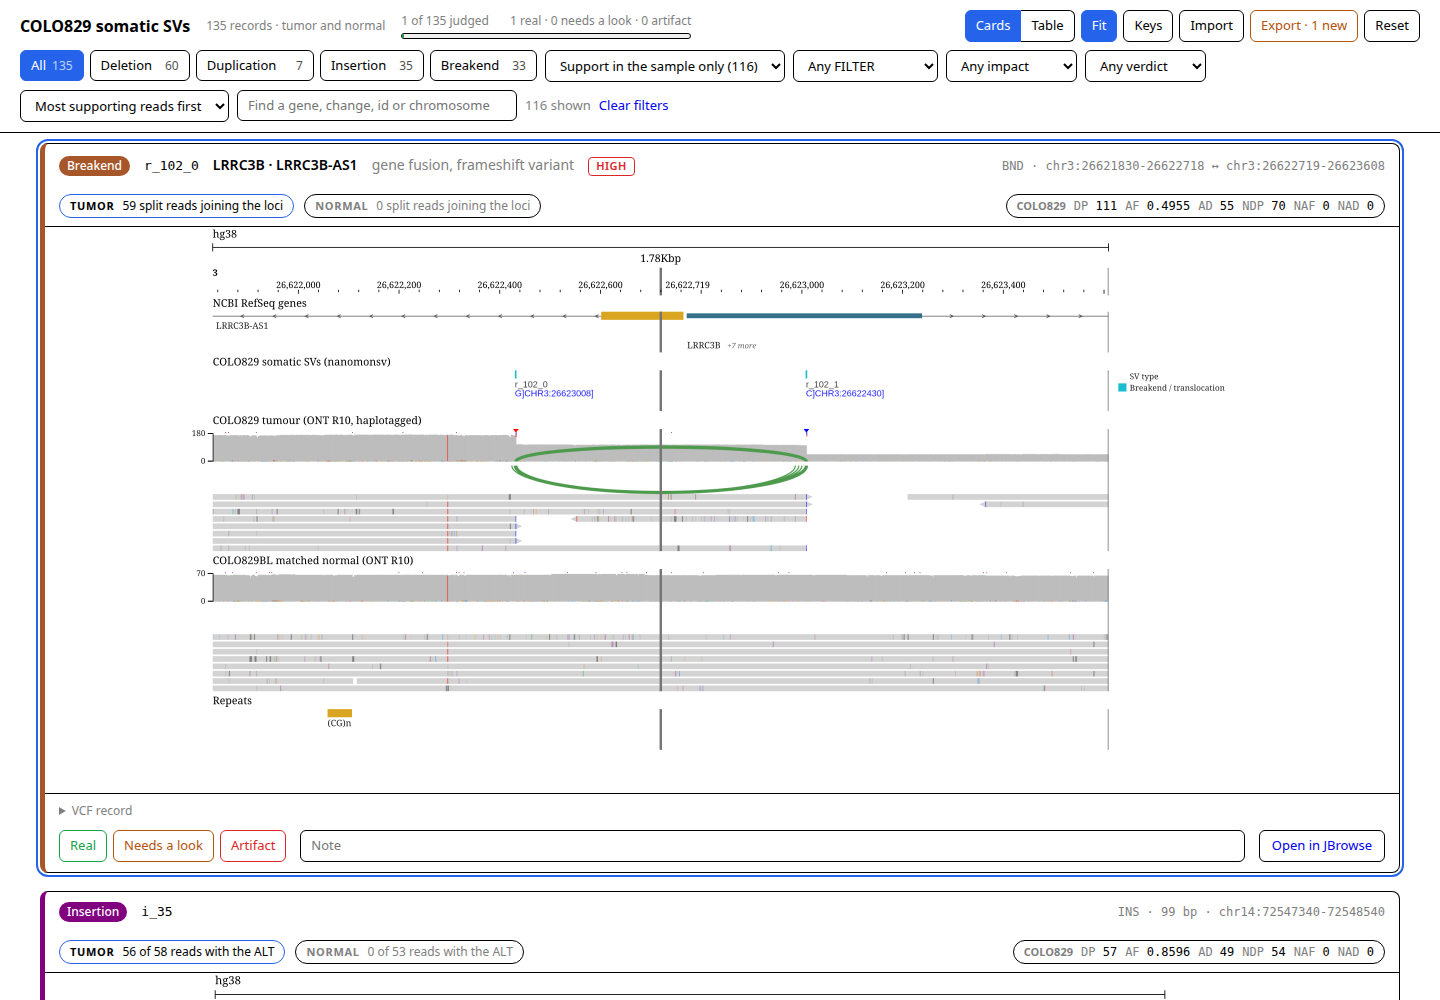 COLO829 somatic SVs 135 records · tumor and normal 1 of 135 judged 1 real · 0 needs a look · 0 artifact Cards Table Fit Keys Import Export · 1 new Reset
All 135 Deletion 60 Duplication 7 Insertion 35 Breakend 33 Support in the sample only (116) Any FILTER Any impact Any verdict
Most supporting reads first Find a gene, change, id or chromosome 116 shown Clear filters
Breakend r_102_0 LRRC3B · LRRC3B-AS1 gene fusion, frameshift variant HIGH BND · chr3:26621830-26622718 ↔ chr3:26622719-26623608
TUMOR 59 split reads joining the loci NORMAL 0 split reads joining the loci COLO829 DP 111 AF 0.4955 AD 55 NDP 70 NAF 0 NAD 0
hg38
1.78Kbp
3
26,622,000 26,622,200 26,622,400 26,622,600 26,622,719 26,623,000 26,623,200 26,623,400
NCBI RefSeq genes
LRRC3B-AS1
LRRC3B +7 more
COLO829 somatic SVs (nanomonsv)
SV type
r_102_0 r_102_1 Breakend / translocation
G]CHR3:26623008] C]CHR3:26622430]
COLO829 tumour (ONT R10, haplotagged)
180
0
COLO829BL matched normal (ONT R10)
70
0
Repeats
(CG)n
VCF record
Real Needs a look Artifact Note Open in JBrowse
Insertion i_35 INS · 99 bp · chr14:72547340-72548540
TUMOR 56 of 58 reads with the ALT NORMAL 0 of 53 reads with the ALT COLO829 DP 57 AF 0.8596 AD 49 NDP 54 NAF 0 NAD 0
hg38